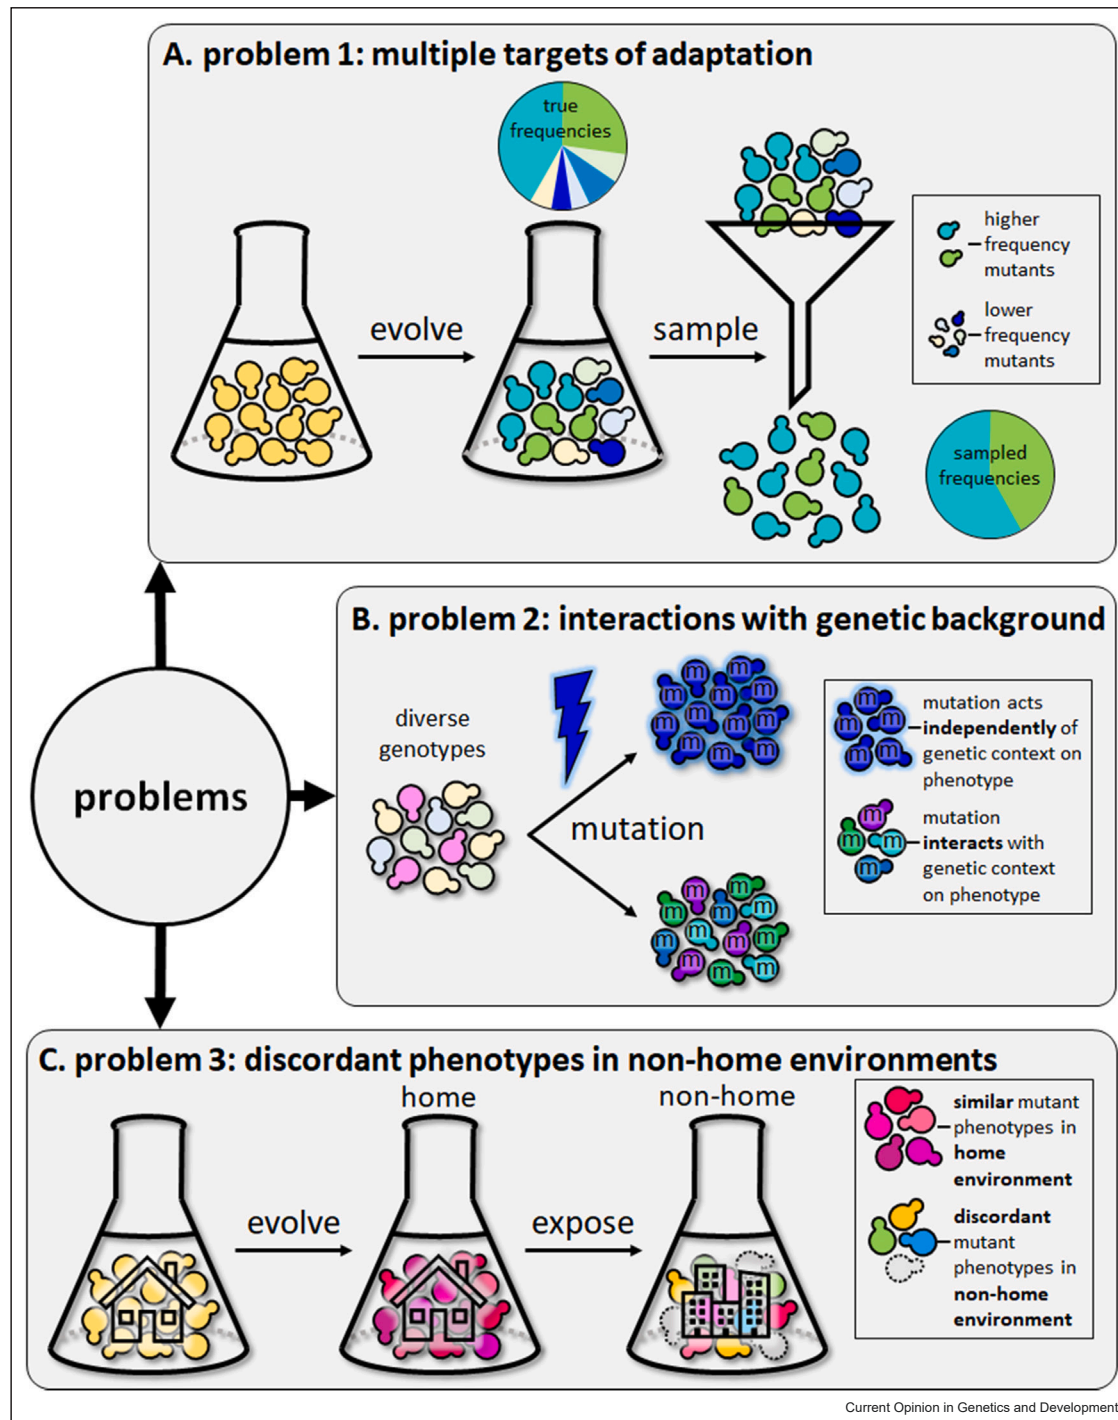 A. problem 1: multiple targets of adaptation
true
frequencies
evolve
sample
higher
frequency
mutants
lower
frequency
mutants
sampled
frequencies
B. problem 2: interactions with genetic background
diverse
genotypes
mutation
m m m m m m m m m m m m m
m m m m m m m m m m m m m
m m m m m
mutation acts
independently of
genetic context on
phenotype
m m m m
mutation
interacts with
genetic context
on phenotype
problems
C. problem 3: discordant phenotypes in non-home environments
home
non-home
evolve
expose
similar mutant
phenotypes in
home
environment
discordant
mutant
phenotypes in
non-home
environment
Current Opinion in Genetics and Development